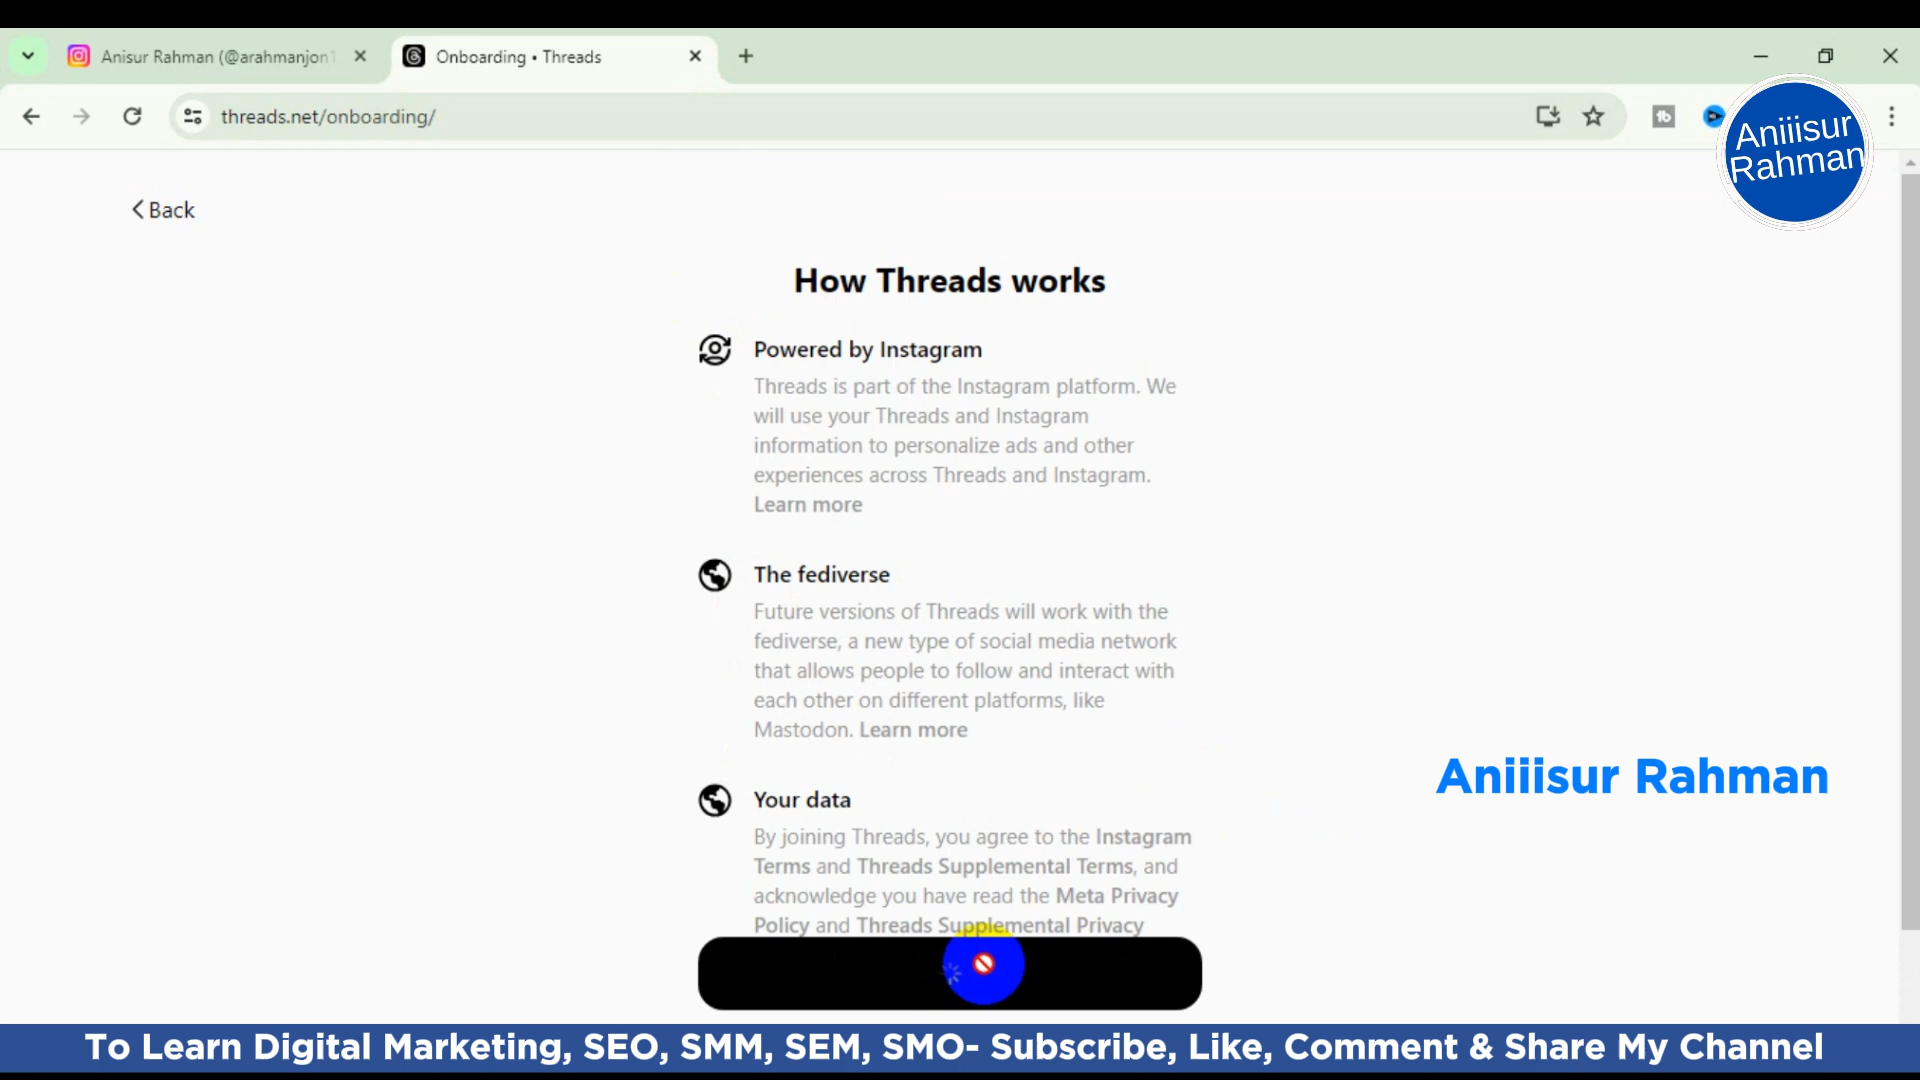 Anisur Rahman (@arahmanjon1
Onboarding • Threads
threads.net/onboarding/
Aniiisur
Rahman
Back
How Threads works
Powered by Instagram
Threads is part of the Instagram platform. We
will use your Threads and Instagram
information to personalize ads and other
experiences across Threads and Instagram.
Learn more
The fediverse
Future versions of Threads will work with the
fediverse, a new type of social media network
that allows people to follow and interact with
each other on different platforms, like
Mastodon. Learn more
Aniiisur Rahman
Your data
By joining Threads, you agree to the Instagram
Terms and Threads Supplemental Terms, and
acknowledge you have read the Meta Privacy
Policy and Threads Supplemental Privacy
To Learn Digital Marketing, SEO, SMM, SEM, SMO- Subscribe, Like, Comment & Share My Channel